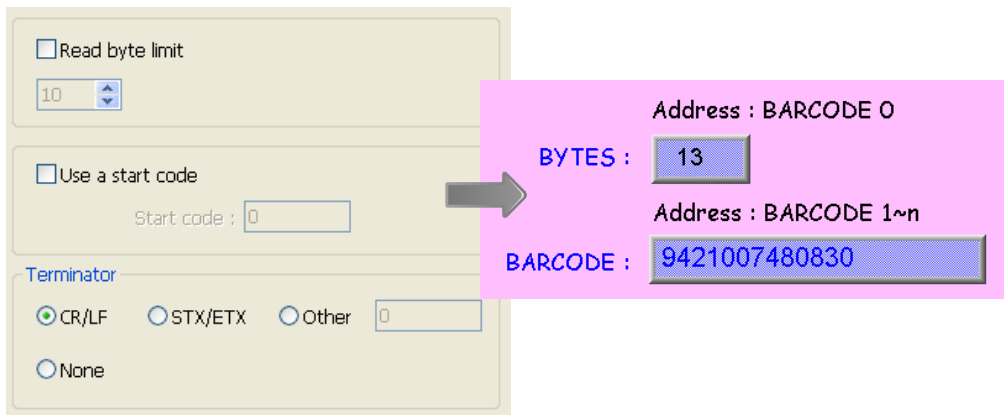 Read byte limit
10
Use a start code
Start code : 0
Terminator
CR/LF STX/ETX Other 0
None
Address : BARCODE 0
BYTES : 13
Address : BARCODE 1~n
BARCODE : 9421007480830